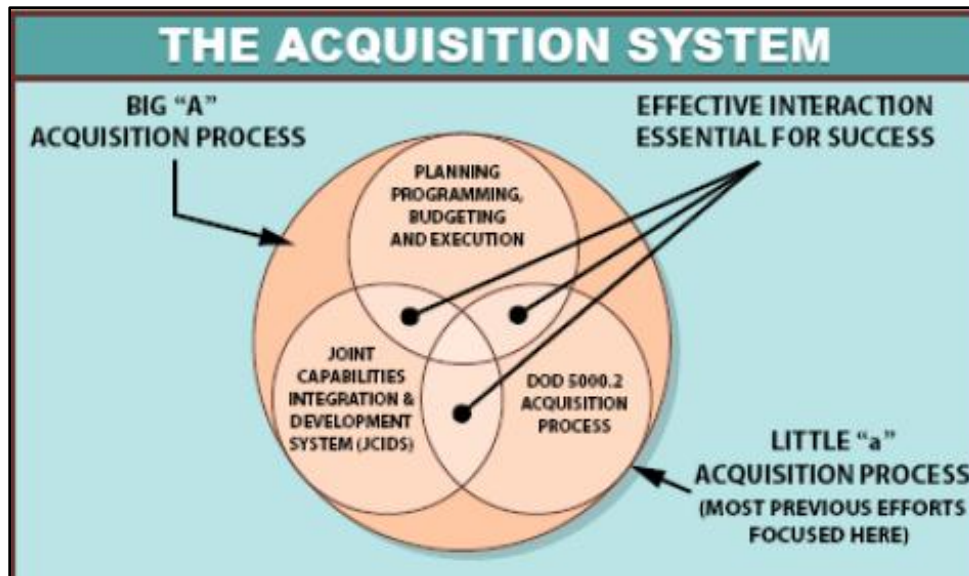 THE ACQUISITION SYSTEM
BIG “A”
ACQUISITION PROCESS
EFFECTIVE INTERACTION
ESSENTIAL FOR SUCCESS
PLANNING
PROGRAMMING,
BUDGETING
AND EXECUTION
JOINT
CAPABILITIES
INTEGRATION &
DEVELOPMENT
SYSTEM (JCIDS)
DOD 5000.2
ACQUISITION
PROCESS
LITTLE “a”
ACQUISITION PROCESS
(MOST PREVIOUS EFFORTS
FOCUSED HERE)